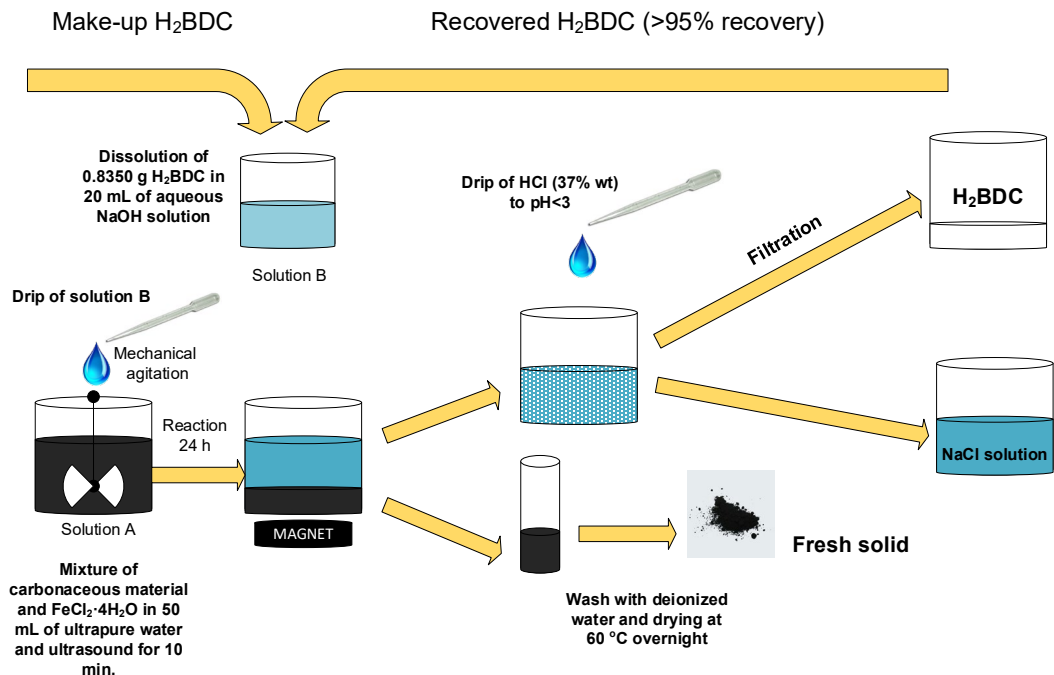 Make-up H₂BDC
Recovered H₂BDC (>95% recovery)
Dissolution of
0.8350 g H₂BDC in
20 mL of aqueous
NaOH solution
Solution B
Drip of HCl (37% wt)
to pH<3
Filtration
H₂BDC
Drip of solution B
Mechanical
agitation
Reaction
24 h
Solution A
MAGNET
NaCl solution
Fresh solid
Mixture of
carbonaceous material
and FeCl₂·4H₂O in 50
mL of ultrapure water
and ultrasound for 10
min.
Wash with deionized
water and drying at
60 °C overnight